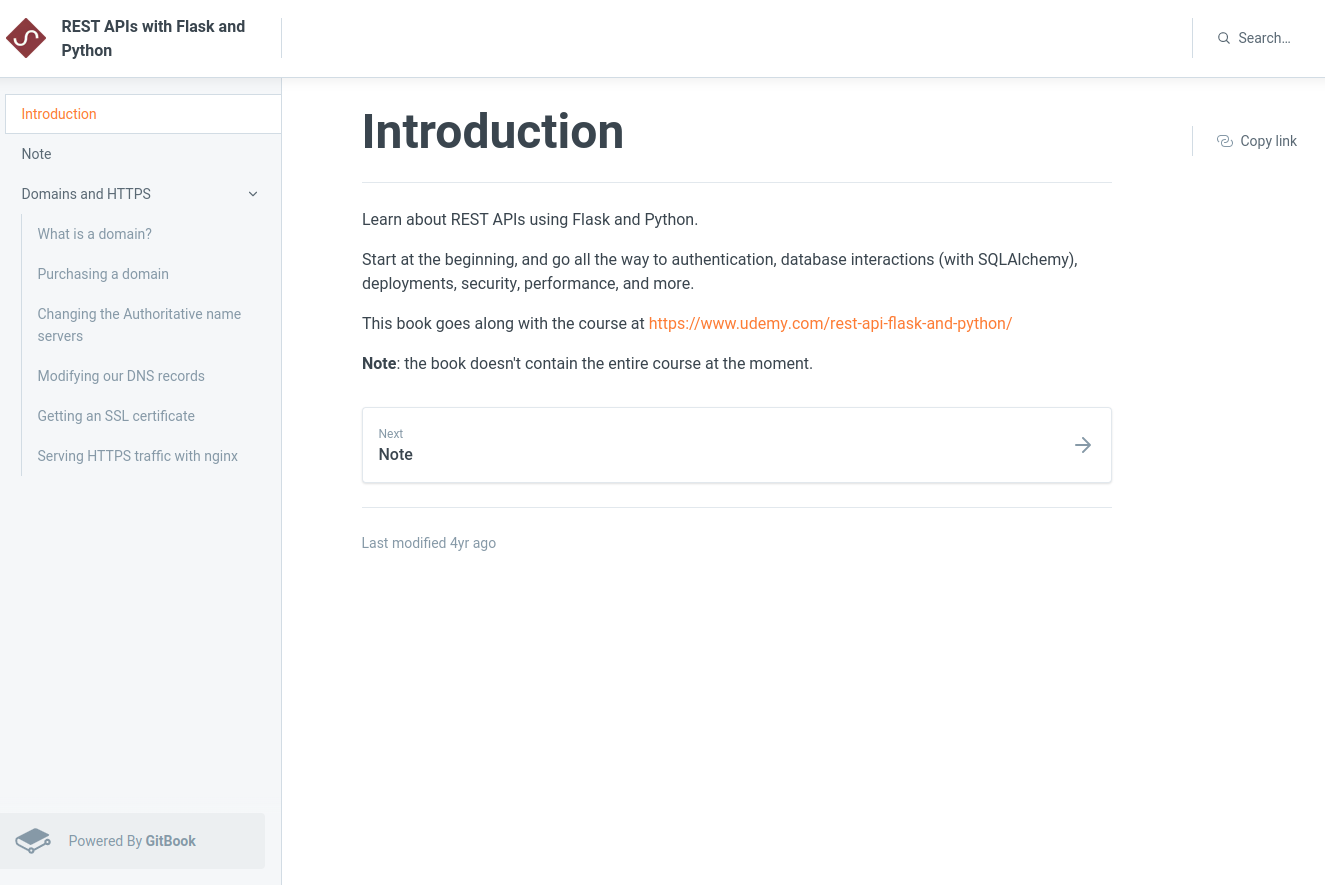 REST APIs with Flask and
Python
Search…
Introduction
Note
Domains and HTTPS
What is a domain?
Purchasing a domain
Changing the Authoritative name
servers
Modifying our DNS records
Getting an SSL certificate
Serving HTTPS traffic with nginx
Powered By GitBook
Introduction
Copy link
Learn about REST APIs using Flask and Python.
Start at the beginning, and go all the way to authentication, database interactions (with SQLAlchemy),
deployments, security, performance, and more.
This book goes along with the course at https://www.udemy.com/rest-api-flask-and-python/
Note: the book doesn't contain the entire course at the moment.
Next
Note
Last modified 4yr ago